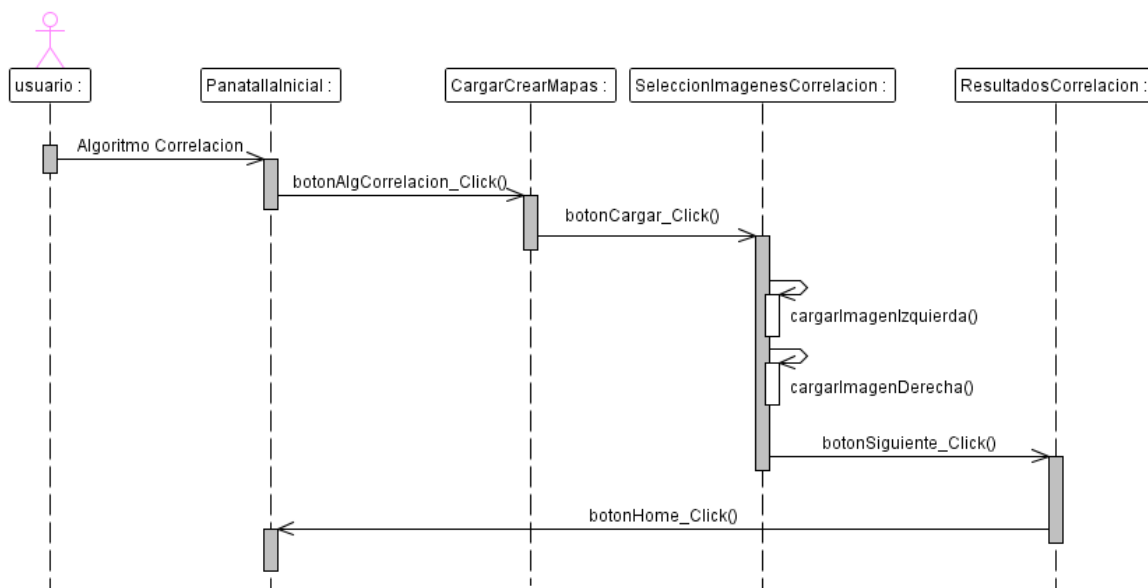 usuario :
PanatallaInicial :
CargarCrearMapas :
SeleccionImagenesCorrelacion :
ResultadosCorrelacion :
Algoritmo Correlacion
botonAlgCorrelacion_Click()
botonCargar_Click()
cargarImagenIzquierda()
cargarImagenDerecha()
botonSiguiente_Click()
botonHome_Click()